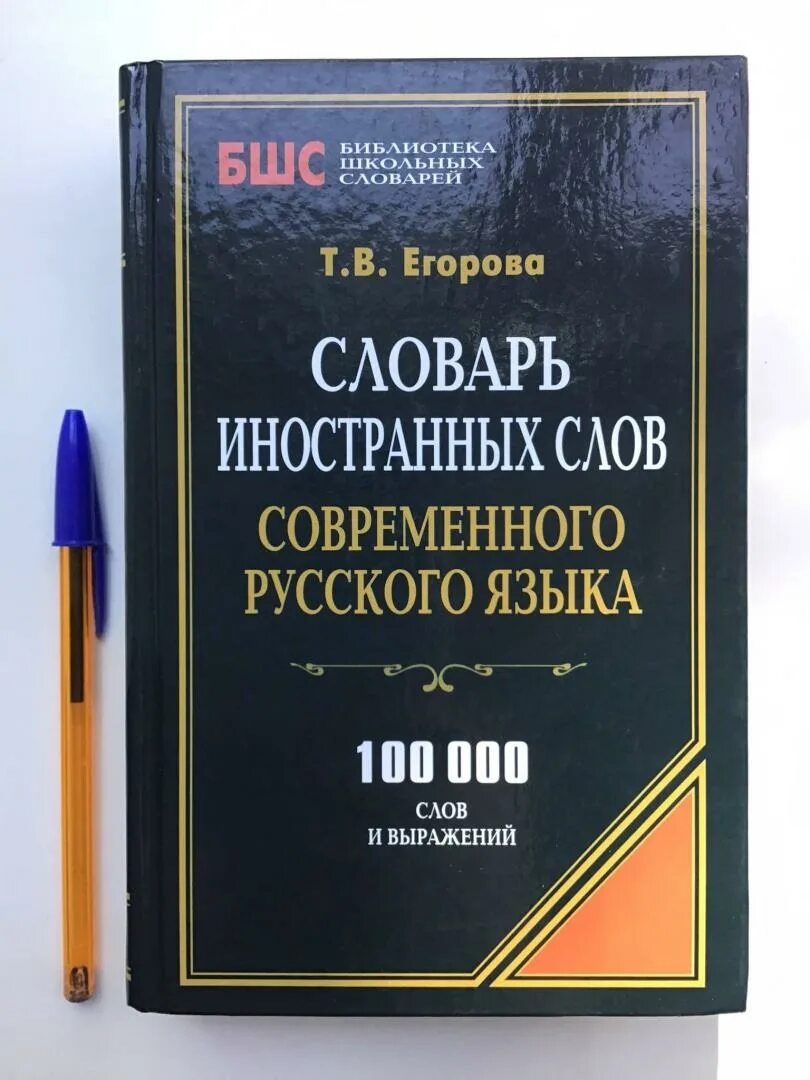 БШС
БИБЛИОТЕКА
ШКОЛЬНЫХ
СЛОВАРЕЙ
Т.В. Егорова
СЛОВАРЬ
ИНОСТРАННЫХ СЛОВ
СОВРЕМЕННОГО
РУССКОГО ЯЗЫКА
100 000
СЛОВ
И ВЫРАЖЕНИЙ